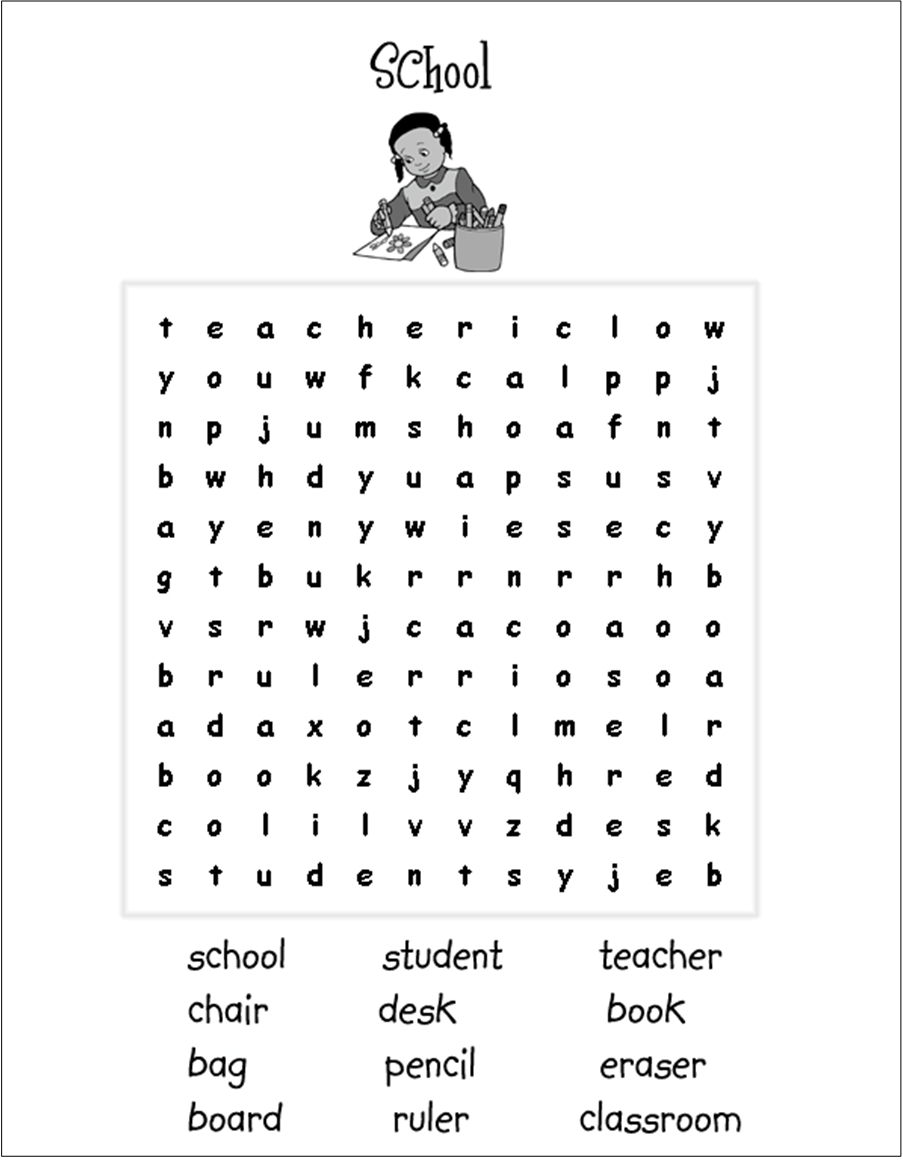 School
t e a c h e r i c l o w
y o u w f k c a l p p j
n p j u m s h o a f n t
b w h d y u a p s u s v
a y e n y w i e s e c y
g t b u k r r n r r h b
v s r w j c a c o a o o
b r u l e r r i o s o a
a d a x o t c l m e l r
b o o k z j y q h r e d
c o l i l v v z d e s k
s t u d e n t s y j e b
school student teacher
chair desk book
bag pencil eraser
board ruler classroom